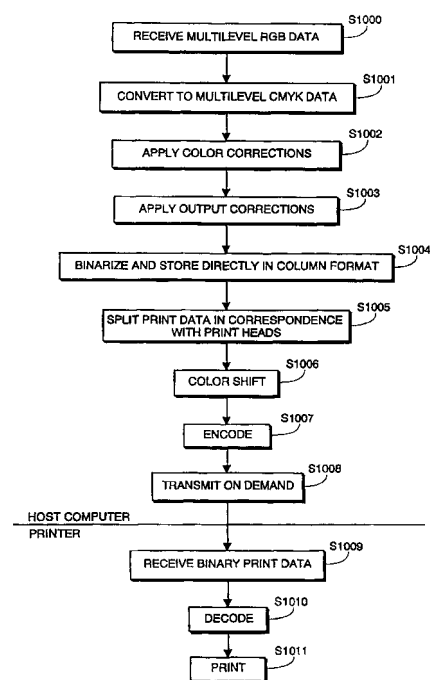 S1000
RECEIVE MULTILEVEL RGB DATA
S1001
CONVERT TO MULTILEVEL CMYK DATA
S1002
APPLY COLOR CORRECTIONS
S1003
APPLY OUTPUT CORRECTIONS
S1004
BINARIZE AND STORE DIRECTLY IN COLUMN FORMAT
S1005
SPLIT PRINT DATA IN CORRESPONDENCE
WITH PRINT HEADS
S1006
COLOR SHIFT
S1007
ENCODE
S1008
TRANSMIT ON DEMAND
HOST COMPUTER
PRINTER
S1009
RECEIVE BINARY PRINT DATA
S1010
DECODE
S1011
PRINT